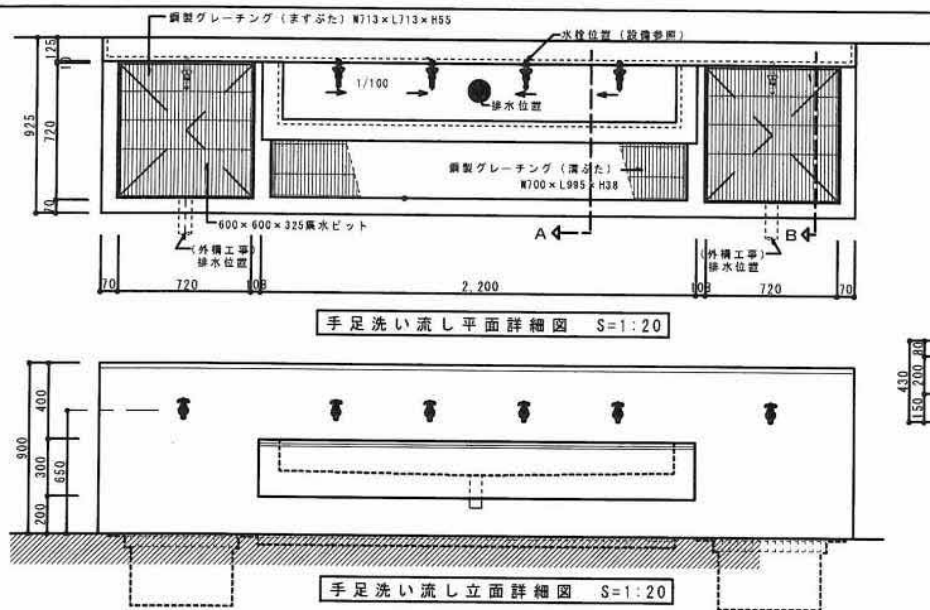 鋼製グレーチング（ますぶた）W713×L713×H55
水栓位置（設備参照）
125
10
925
720
70
1/100
排水位置
鋼製グレーチング（溝ぶた）
W700×L995×H38
600×600×325集水ピット
A
B
(外構工事)
排水位置
(外構工事)
排水位置
70
720
108
2,200
108
720
70
手足洗い流し平面詳細図 S=1:20
900
400
300
200
650
430
80
200
150
手足洗い流し立面詳細図 S=1:20